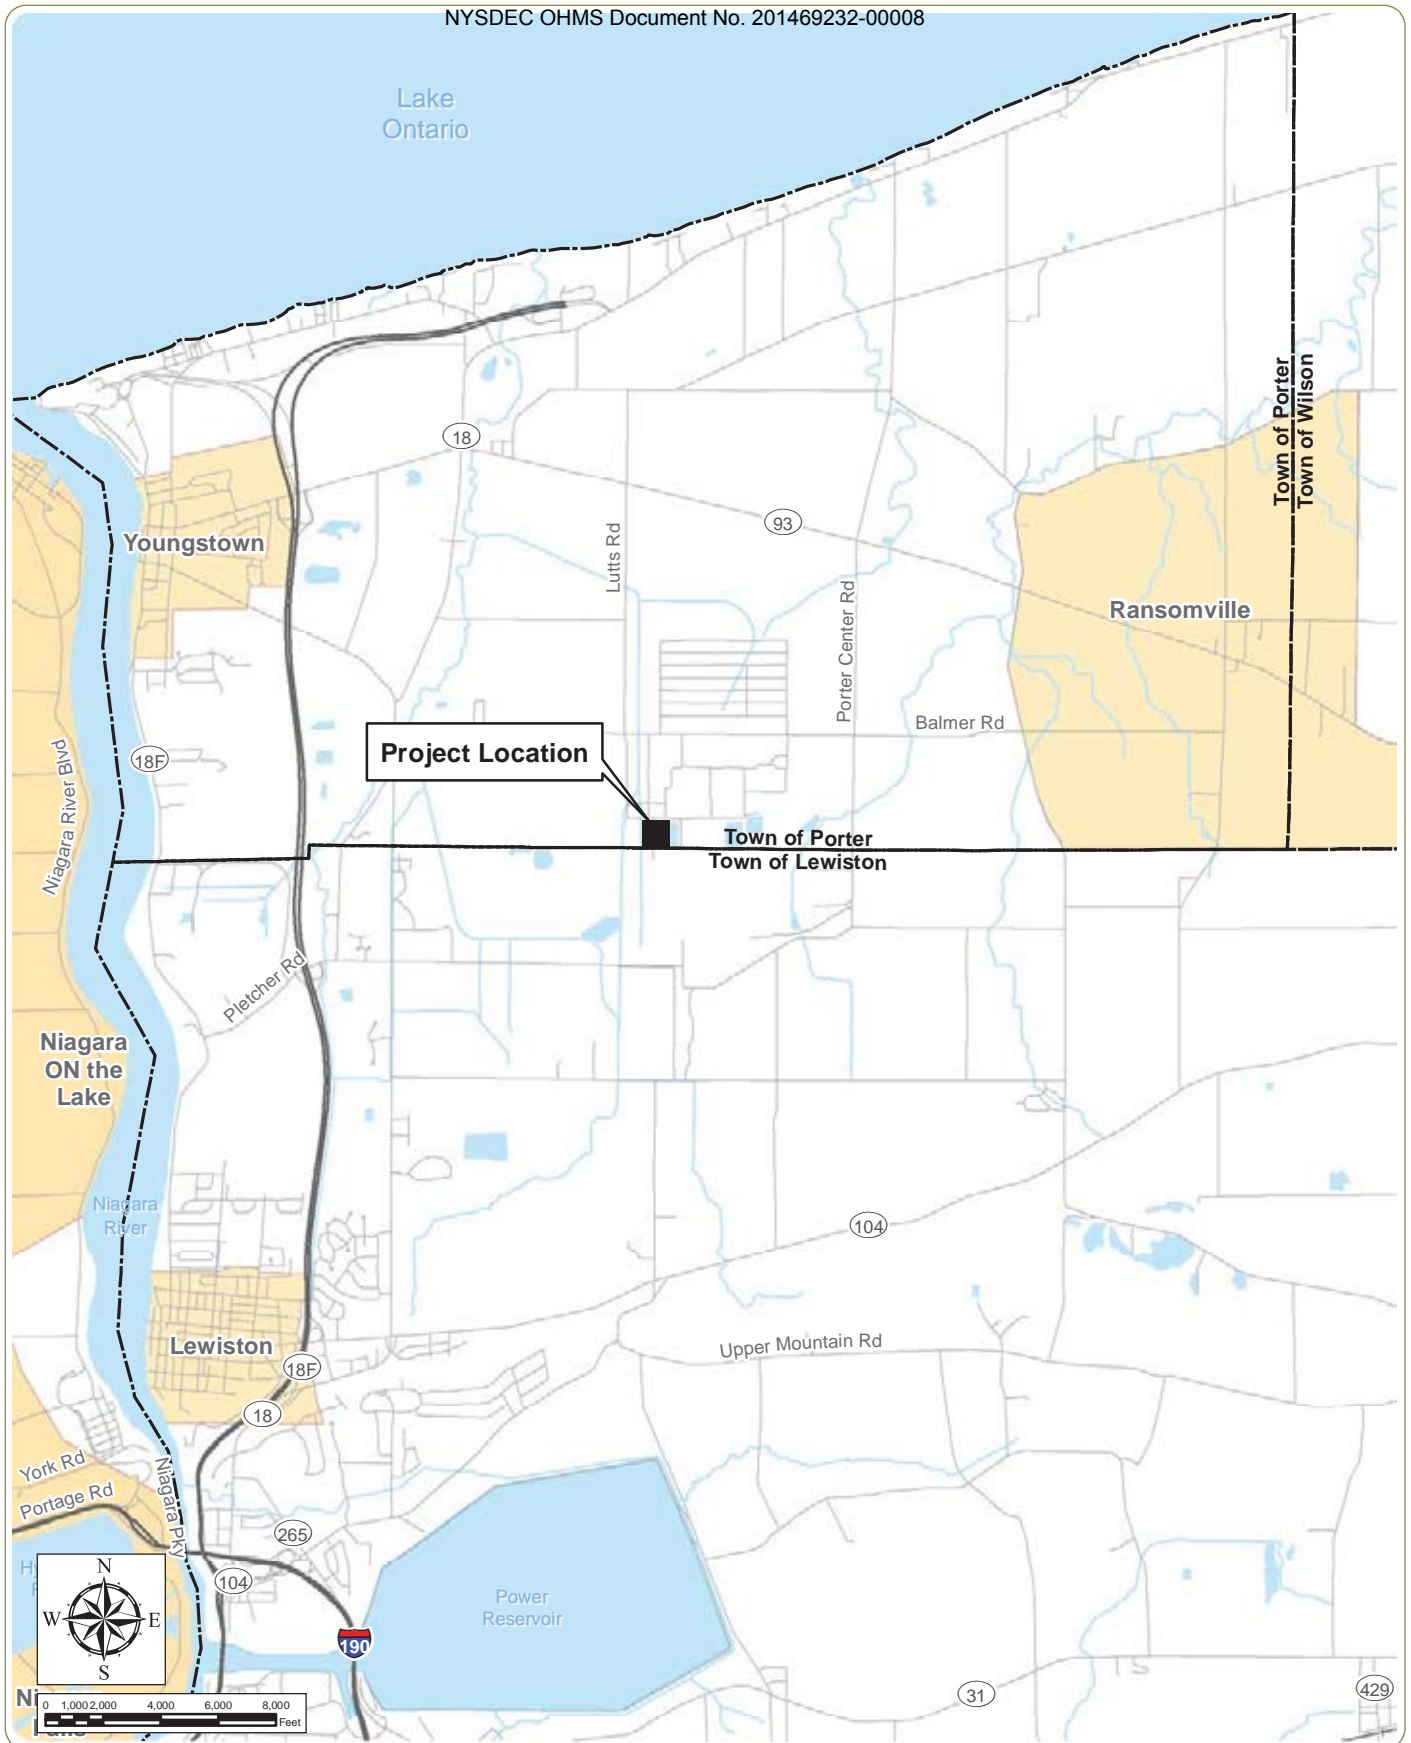 NYSDEC OHMS Document No. 201469232-00008
Lake
Ontario
Town of Porter
Town of Wilson
18
93
Youngstown
Lutts Rd
Porter Center Rd
Ransomville
Balmer Rd
Project Location
18F
Niagara River Blvd
Town of Porter
Town of Lewiston
Pletcher Rd
Niagara
ON the
Lake
Niagara
River
104
Lewiston
Upper Mountain Rd
18F
18
York Rd
Portage Rd
Niagara Pky
265
104
Power
Reservoir
190
N
W
E
S
31
429
0 1,000 2,000 4,000 6,000 8,000
Feet